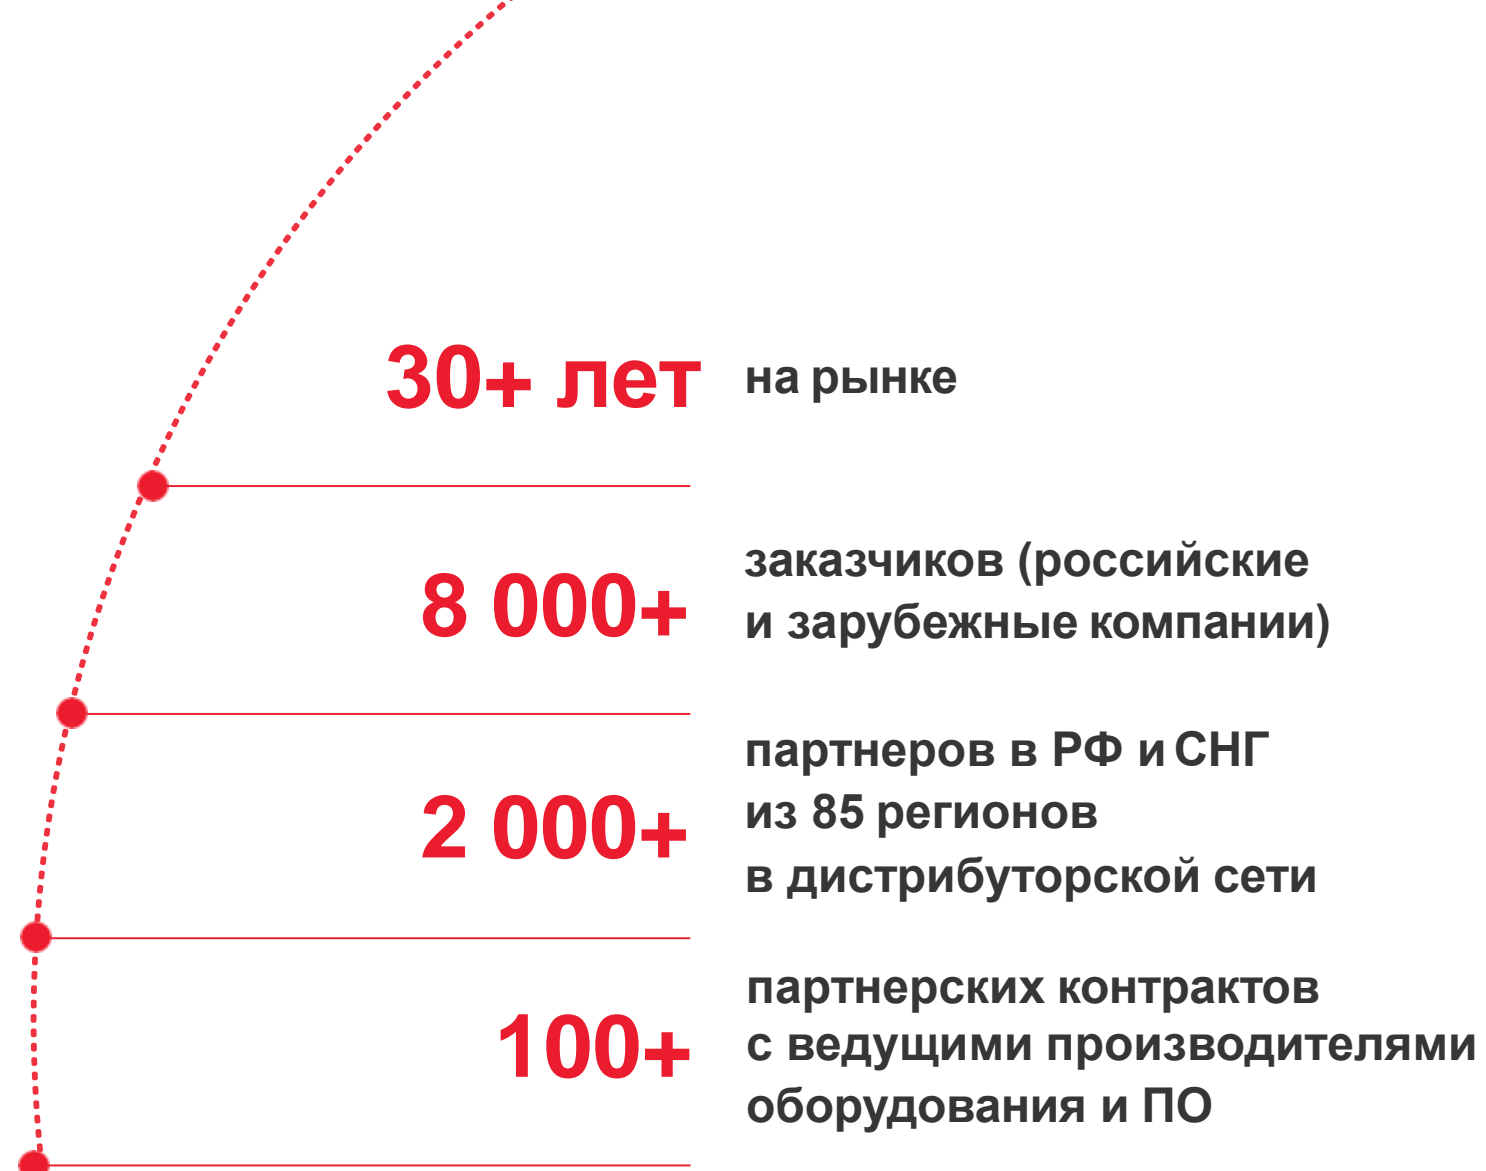 30+ лет на рынке
8 000+
заказчиков (российские
и зарубежные компании)
2 000+
партнеров в РФ и СНГ
из 85 регионов
в дистрибуторской сети
100+
партнерских контрактов
с ведущими производителями
оборудования и ПО